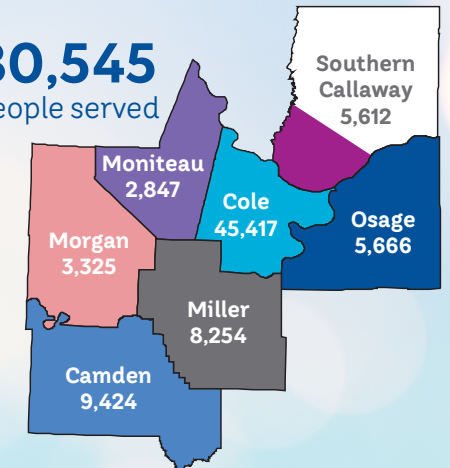 80,545
eople served
Southern
Callaway
5,612
Moniteau
2,847
Cole
45,417
Osage
5,666
Morgan
3,325
Miller
8,254
Camden
9,424